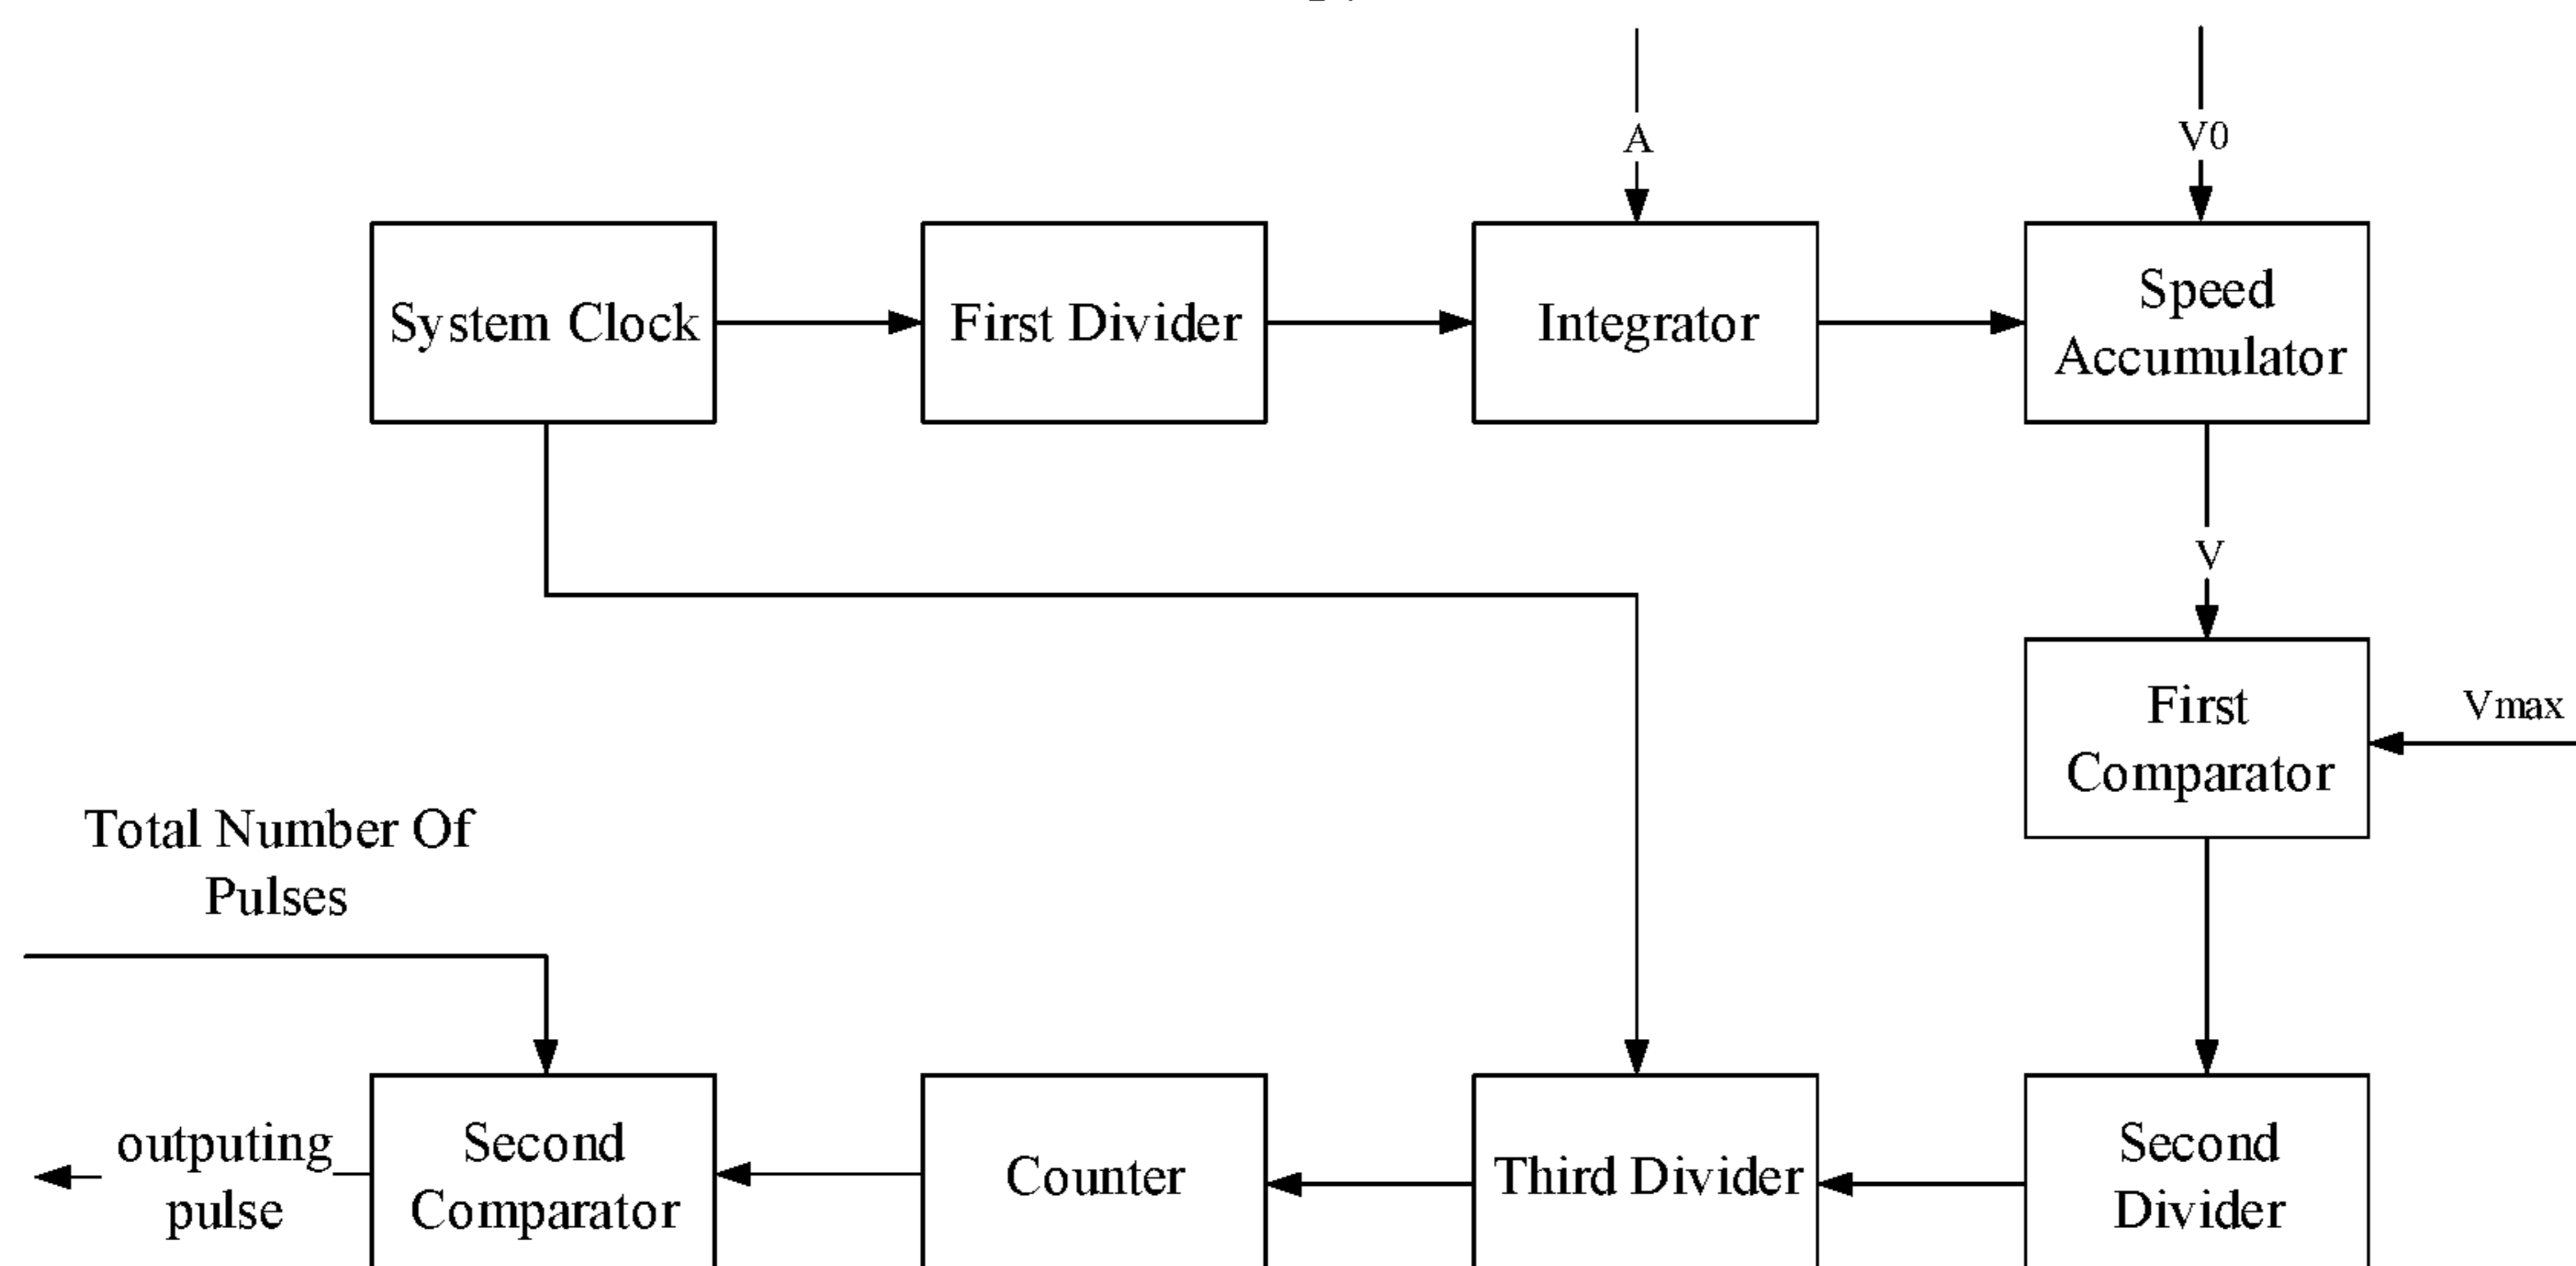 A
V0
System Clock
First Divider
Integrator
Speed
Accumulator
V
First
Comparator
Vmax
Total Number Of
Pulses
outputing
pulse
Second
Comparator
Counter
Third Divider
Second
Divider